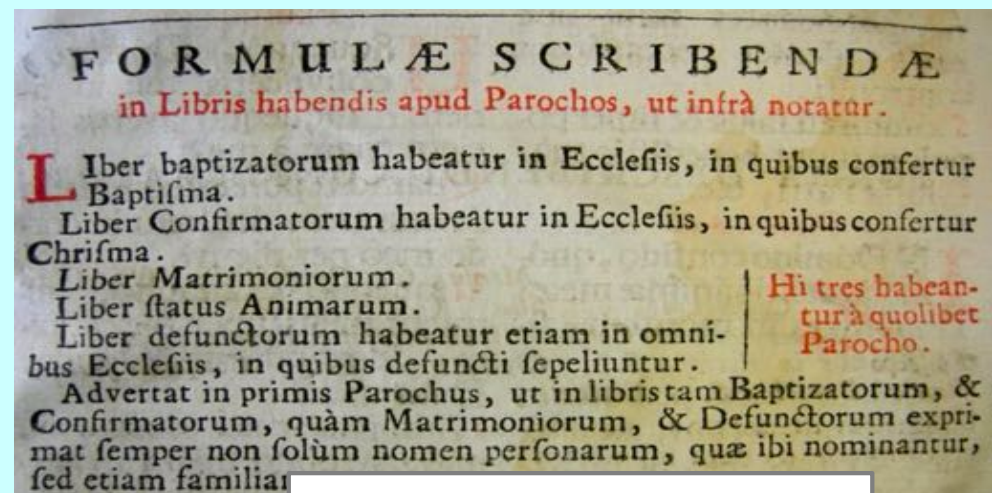 FORMULÆ SCRIBENDÆ
in Libris habendis apud Parochos, ut infrà notatur.
LIber baptizatorum habeatur in Eccleſiis, in quibus confertur
Baptiſma.
Liber Confirmatorum habeatur in Eccleſiis, in quibus confertur
Chriſma.
Liber Matrimoniorum.
Liber ſtatus Animarum.
Liber defunctorum habeatur etiam in omni-
bus Eccleſiis, in quibus defuncti ſepeliuntur.
Hi tres habean-
tur à quolibet
Parocho.
Advertat in primis Parochus, ut in libris tam Baptizatorum, &
Confirmatorum, quàm Matrimoniorum, & Defunctorum expri-
mat ſemper non ſolùm nomen perſonarum, quæ ibi nominantur,
ſed etiam